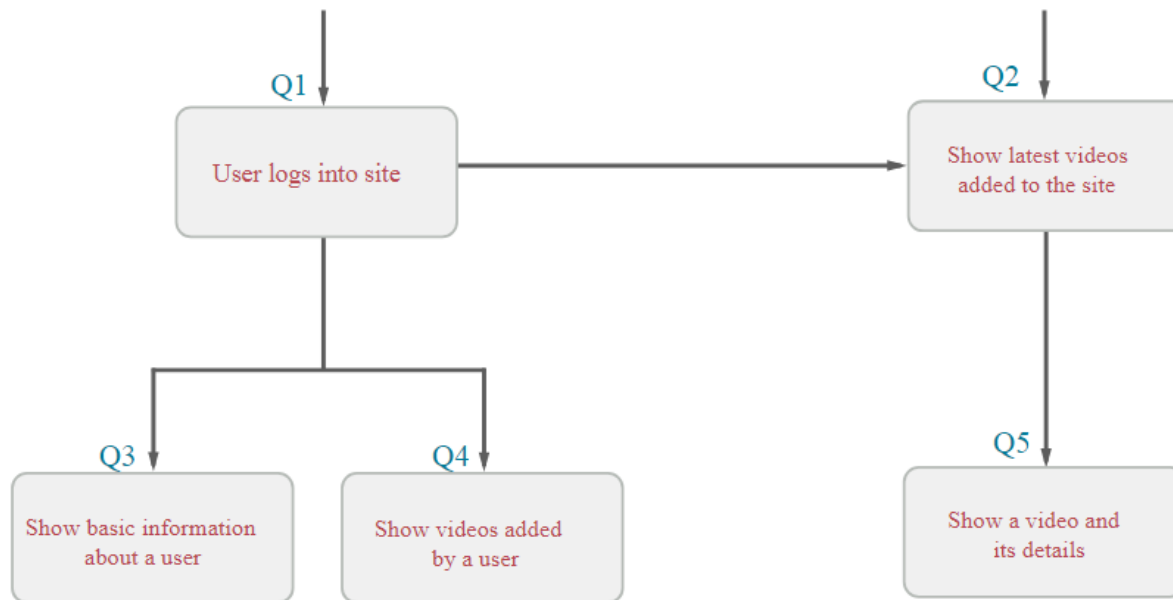 Q1
User logs into site
Q2
Show latest videos
added to the site
Q3
Show basic information
about a user
Q4
Show videos added
by a user
Q5
Show a video and
its details